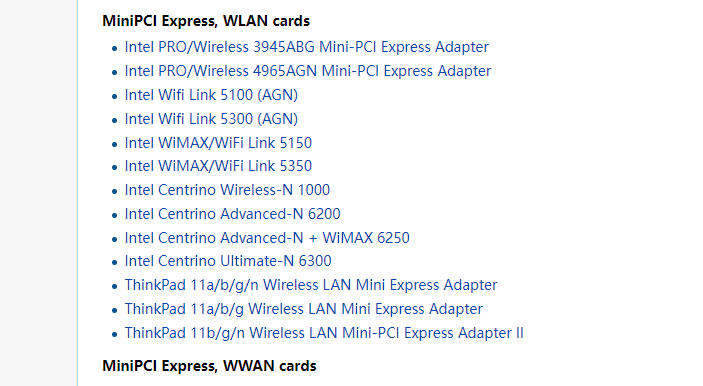 MiniPCI Express, WLAN cards
Intel PRO/Wireless 3945ABG Mini-PCI Express Adapter
Intel PRO/Wireless 4965AGN Mini-PCI Express Adapter
Intel Wifi Link 5100 (AGN)
Intel Wifi Link 5300 (AGN)
Intel WiMAX/WiFi Link 5150
Intel WiMAX/WiFi Link 5350
Intel Centrino Wireless-N 1000
Intel Centrino Advanced-N 6200
Intel Centrino Advanced-N + WiMAX 6250
Intel Centrino Ultimate-N 6300
ThinkPad 11a/b/g/n Wireless LAN Mini Express Adapter
ThinkPad 11a/b/g Wireless LAN Mini Express Adapter
ThinkPad 11b/g/n Wireless LAN Mini-PCI Express Adapter II
MiniPCI Express, WWAN cards